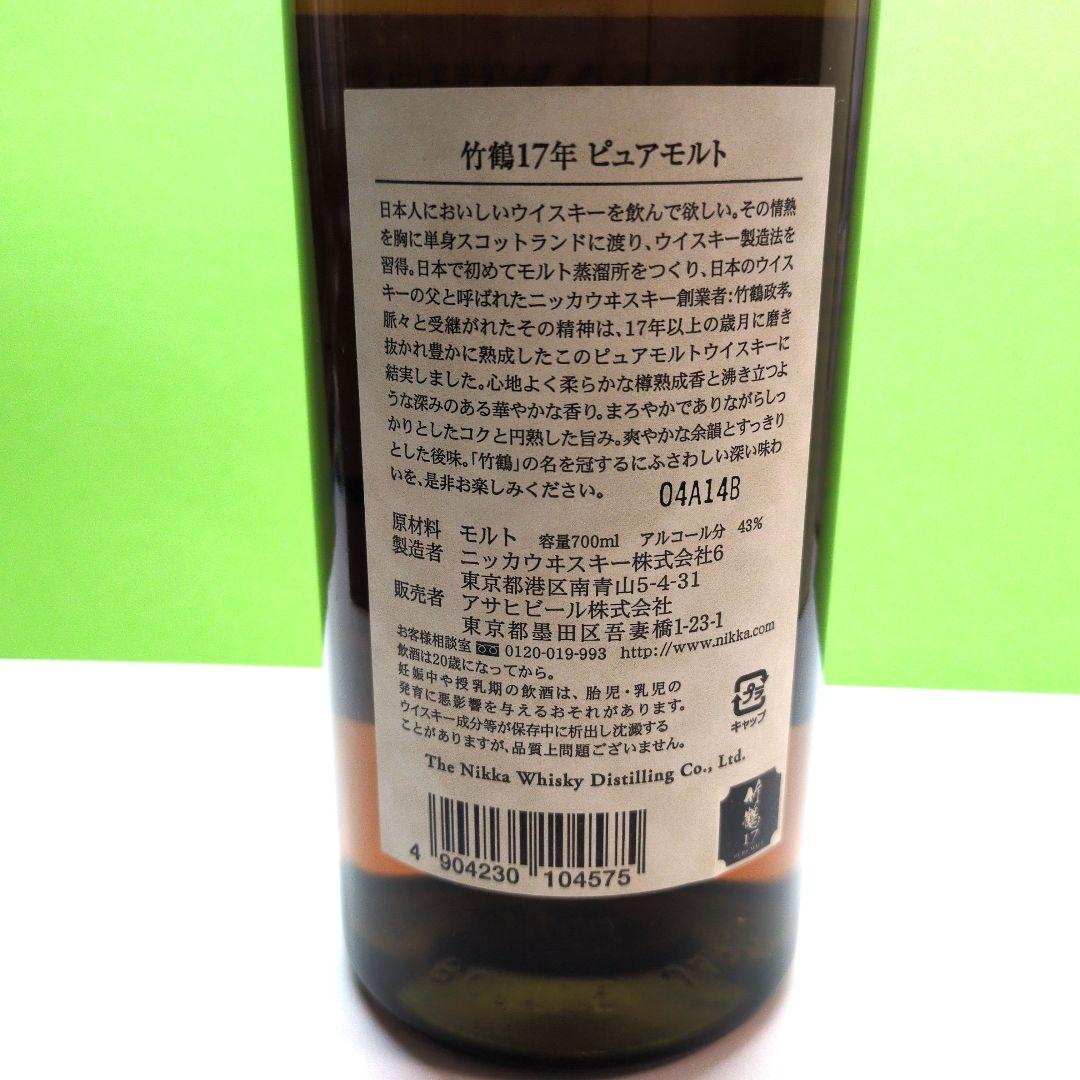 竹鶴17年 ピュアモルト
日本人においしいウイスキーを飲んで欲しい。その情熱
を胸に単身スコットランドに渡り、ウイスキー製造法を
習得。日本で初めてモルト蒸溜所をつくり、日本のウイス
キーの父と呼ばれたニッカウヰスキー創業者:竹鶴政孝。
脈々と受継がれたその精神は、17年以上の歳月に磨き
抜かれ豊かに熟成したこのピュアモルトウイスキーに
結実しました。心地よく柔らかな樽熟成香と沸き立つよ
うな深みのある華やかな香り。まろやかでありながらしっ
かりとしたコクと円熟した旨み。爽やかな余韻とすっきり
とした後味。「竹鶴」の名を冠するにふさわしい深い味わ
いを、是非お楽しみください。 04A14B
原材料 モルト 容量700ml アルコール分 43%
製造者 ニッカウヰスキー株式会社6
東京都港区南青山5-4-31
販売者 アサヒビール株式会社
東京都墨田区吾妻橋1-23-1
お客様相談室 0120-019-993 http://www.nikka.com
飲酒は20歳になってから。
妊娠中や授乳期の飲酒は、胎児・乳児の
発育に悪影響を与えるおそれがあります。
ウイスキー成分等が保存中に析出し沈澱する
ことがありますが、品質上問題ございません。
プラ
キャップ
The Nikka Whisky Distilling Co., Ltd.
竹鶴
17
PURE MALT
4 904230 104575